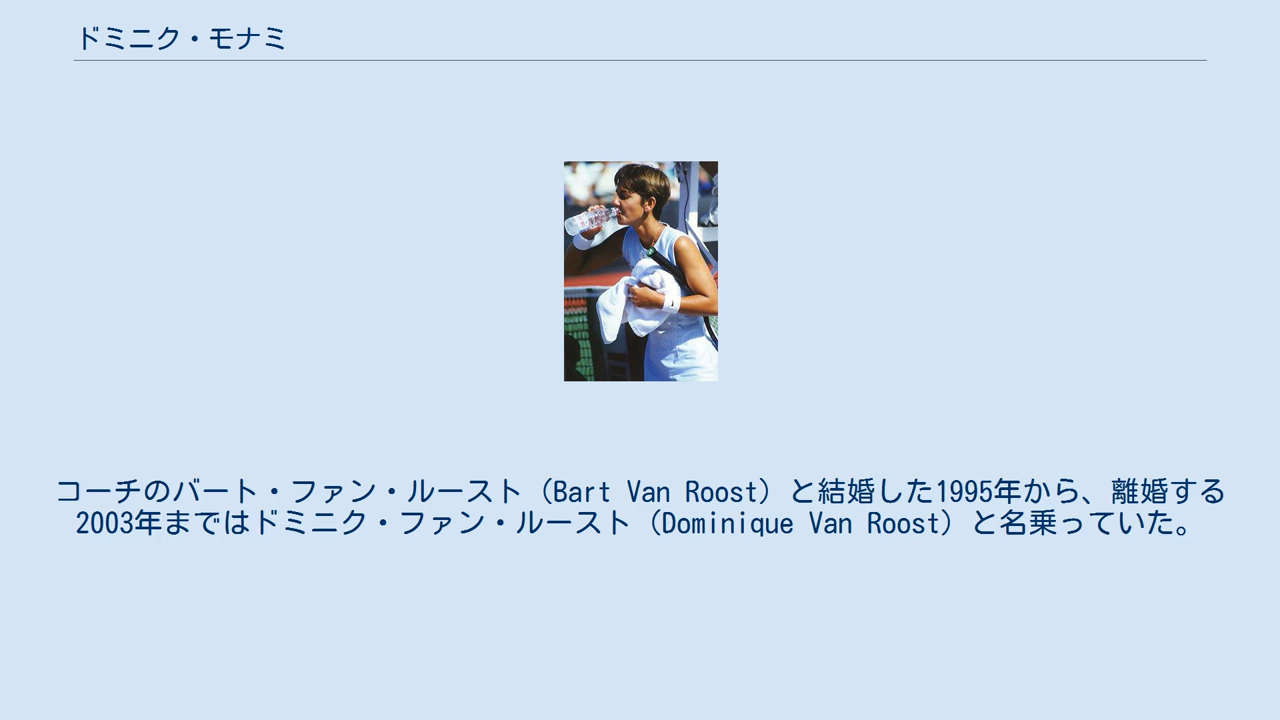 ドミニク・モナミ
コーチのバート・ファン・ルースト（Bart Van Roost）と結婚した1995年から、離婚する
2003年まではドミニク・ファン・ルースト（Dominique Van Roost）と名乗っていた。